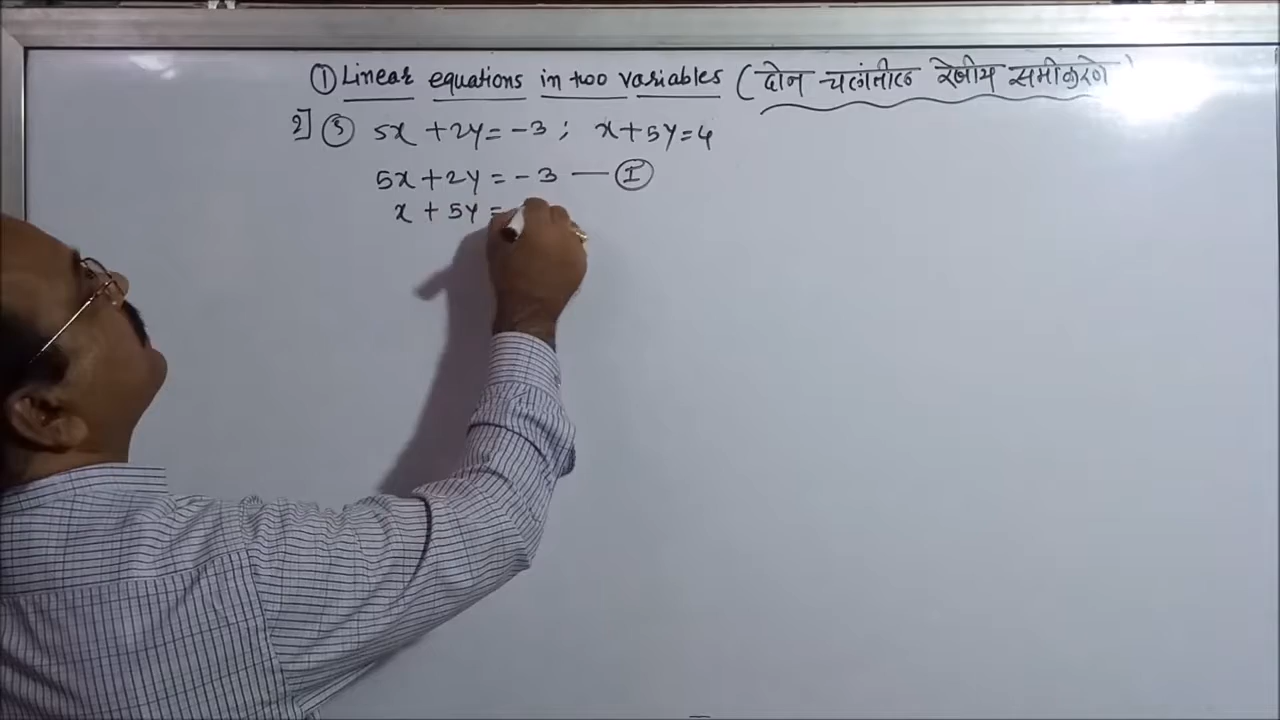 ① Linear equations in two variables (दोन चलांतील रेषीय समीकरणे)
2] ③ 5x + 2y = -3 ; x + 5y = 4
5x + 2y = -3 — Ⓘ
x + 5y =